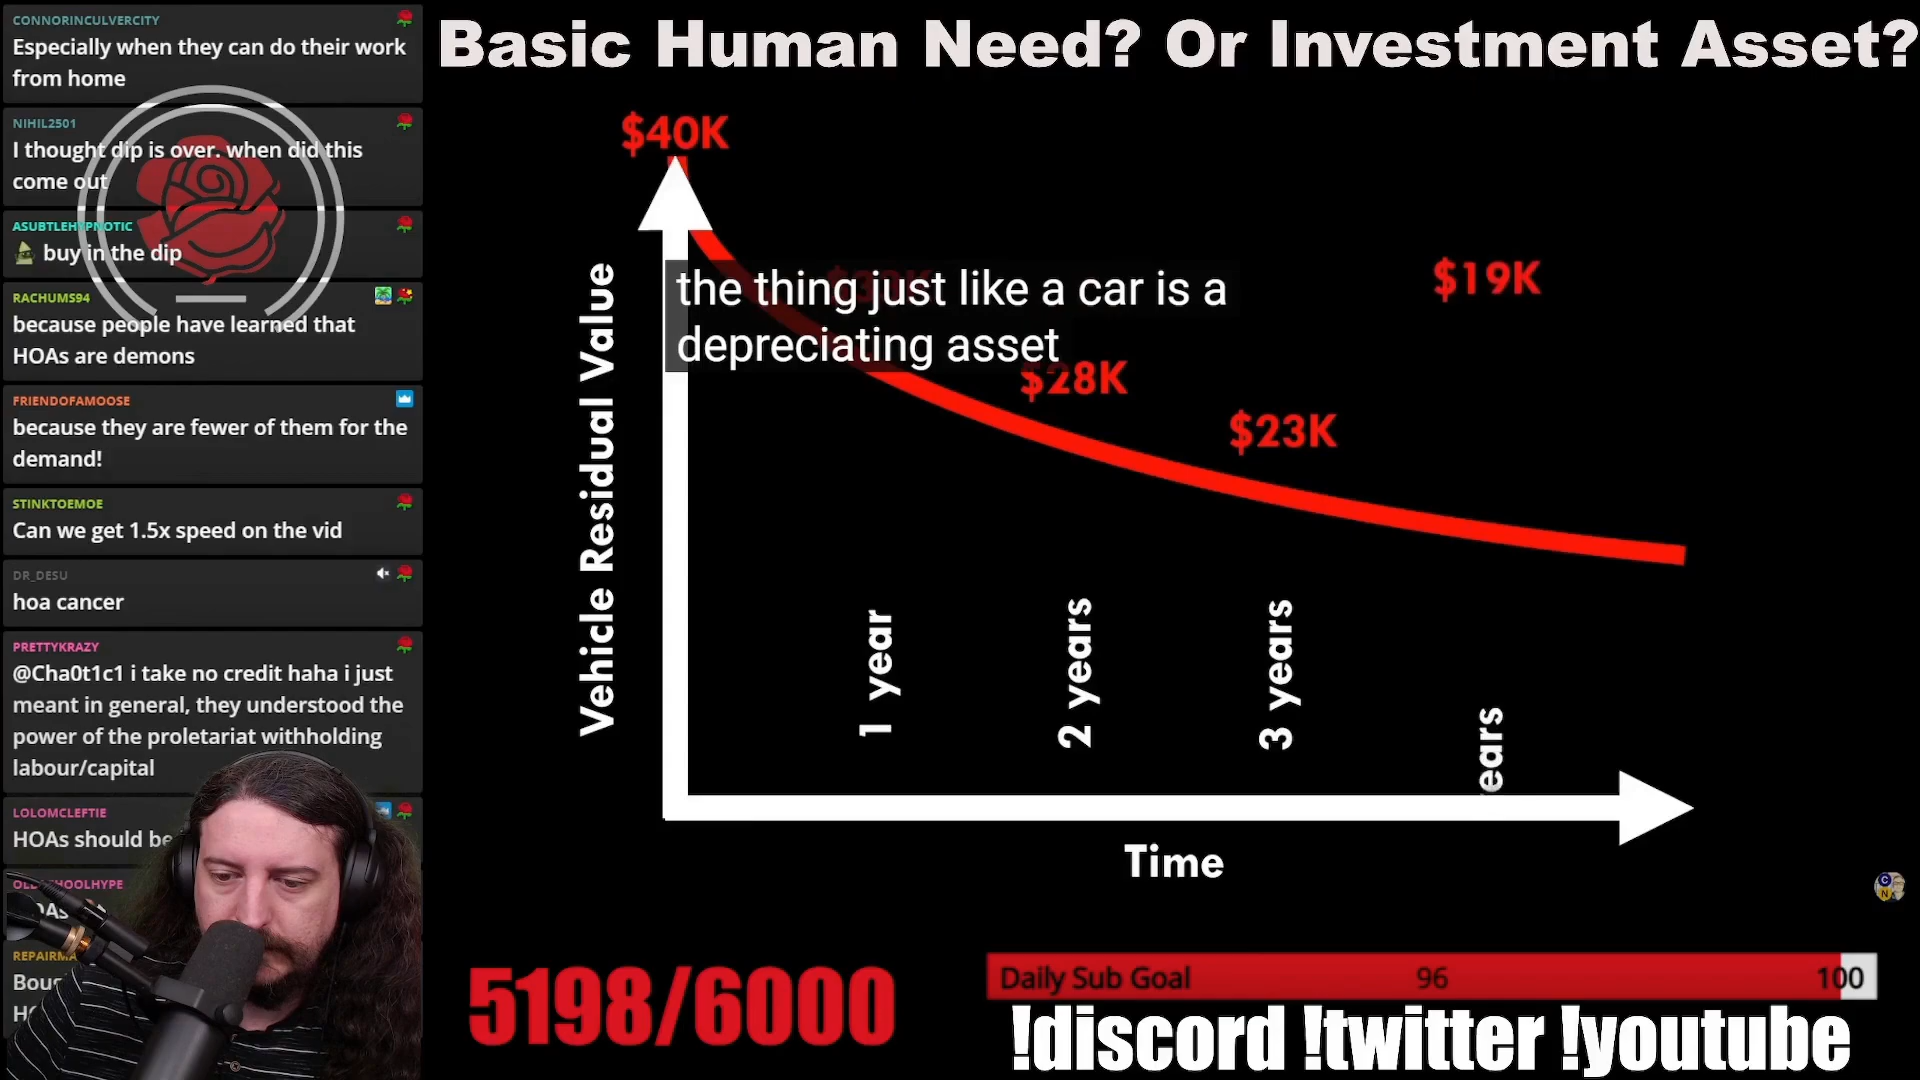 CONNORINCULVERCITY
Especially when they can do their work
from home
NIHIL2501
I thought dip is over. when did this
come out
ASUBTLEHYPNOTIC
buy in the dip
RACHUMS94
because people have learned that
HOAs are demons
FRIENDOFAMOOSE
because they are fewer of them for the
demand!
STINKTOEMOE
Can we get 1.5x speed on the vid
DR_DESU
hoa cancer
PRETTYKRAZY
@Cha0t1c1 i take no credit haha i just
meant in general, they understood the
power of the proletariat withholding
labour/capital
LOLOMCLEFTIE
HOAs should be
Basic Human Need? Or Investment Asset?
$40K
the thing just like a car is a
depreciating asset
$19K
$28K
$23K
Vehicle Residual Value
1 year
2 years
3 years
ears
Time
5198/6000
Daily Sub Goal 96 100
!discord !twitter !youtube